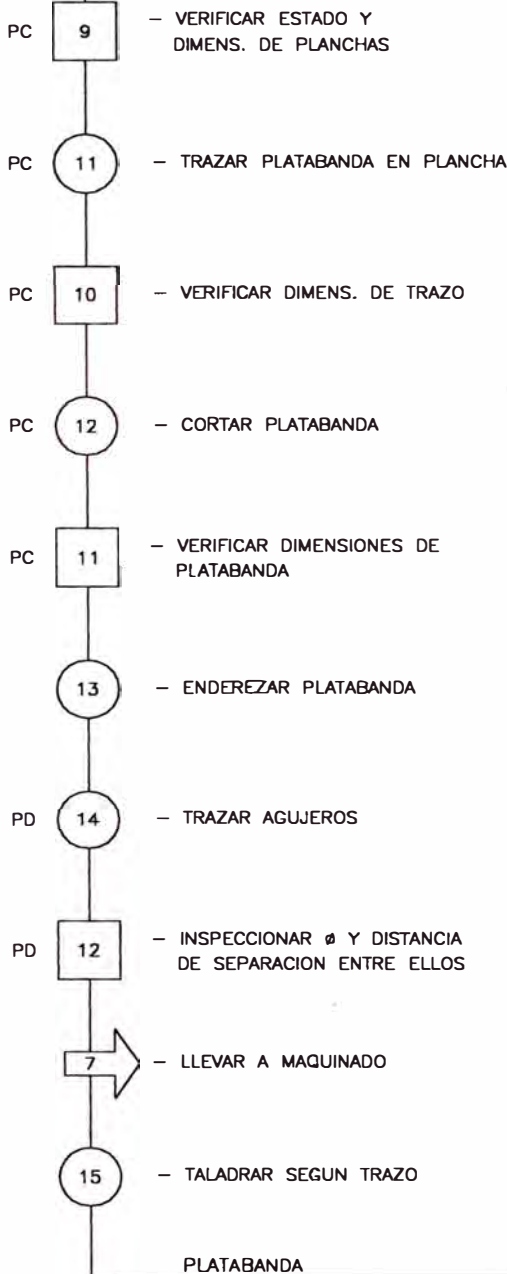 PC 9 – VERIFICAR ESTADO Y
DIMENS. DE PLANCHAS
PC 11 – TRAZAR PLATABANDA EN PLANCHA
PC 10 – VERIFICAR DIMENS. DE TRAZO
PC 12 – CORTAR PLATABANDA
PC 11 – VERIFICAR DIMENSIONES DE
PLATABANDA
13 – ENDEREZAR PLATABANDA
PD 14 – TRAZAR AGUJEROS
PD 12 – INSPECCIONAR ø Y DISTANCIA
DE SEPARACION ENTRE ELLOS
7 – LLEVAR A MAQUINADO
15 – TALADRAR SEGUN TRAZO
PLATABANDA